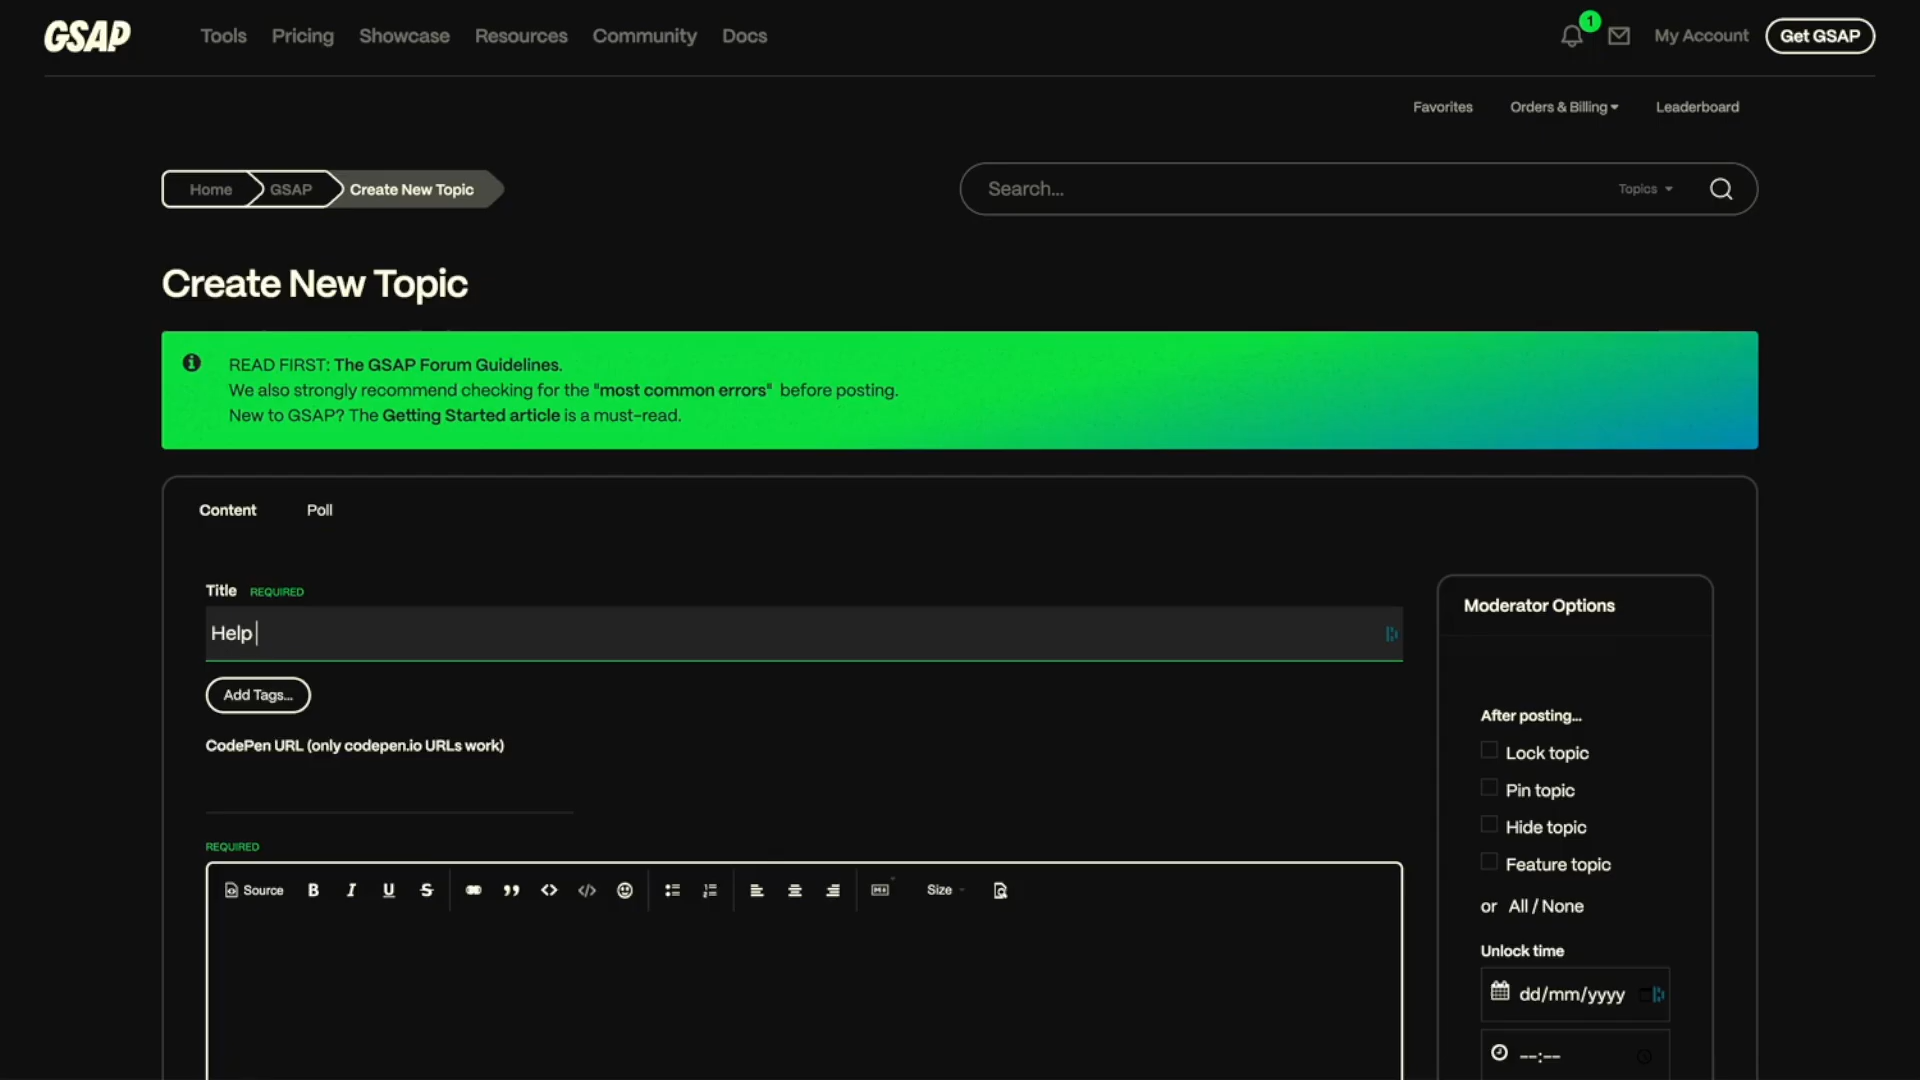 GSAP
Tools Pricing Showcase Resources Community Docs
1
My Account
Get GSAP
Favorites Orders & Billing Leaderboard
Home GSAP Create New Topic
Search...
Topics
Create New Topic
READ FIRST: The GSAP Forum Guidelines.
We also strongly recommend checking for the "most common errors" before posting.
New to GSAP? The Getting Started article is a must-read.
Content Poll
Title REQUIRED
Help
Add Tags...
CodePen URL (only codepen.io URLs work)
REQUIRED
Source B I U S Size
Moderator Options
After posting...
Lock topic
Pin topic
Hide topic
Feature topic
or All / None
Unlock time
dd/mm/yyyy
--:--